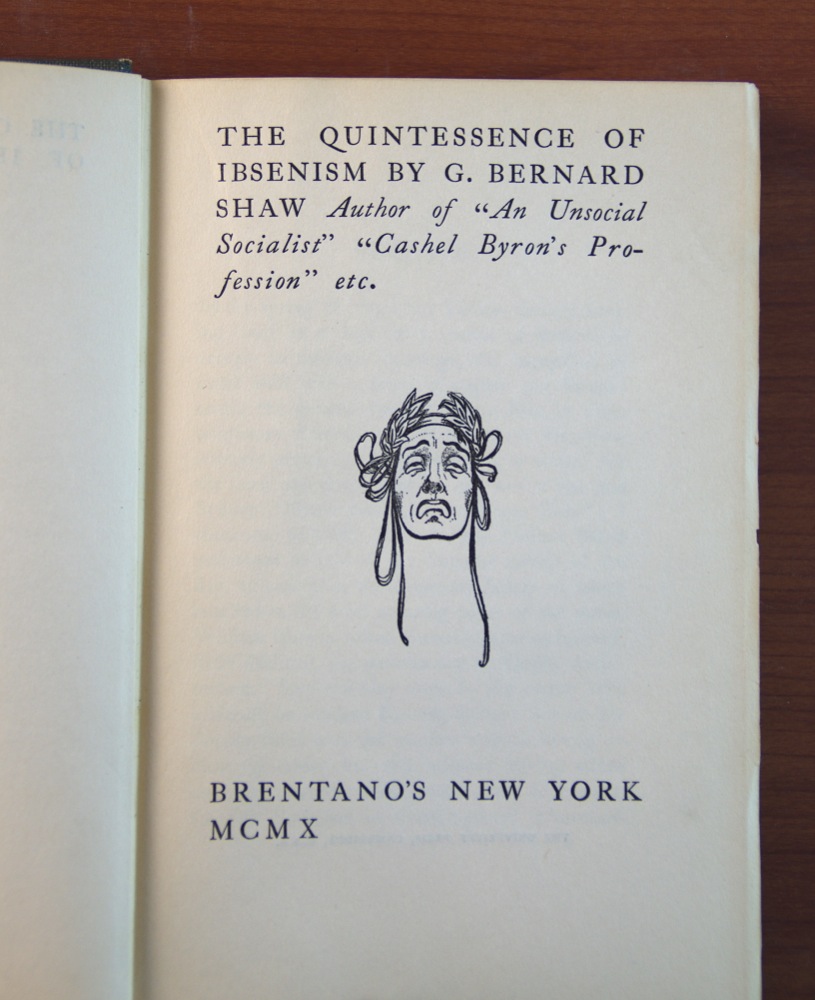 THE QUINTESSENCE OF
IBSENISM BY G. BERNARD
SHAW Author of “An Unsocial
Socialist” “Cashel Byron's Pro-
fession” etc.
BRENTANO'S NEW YORK
MCMX